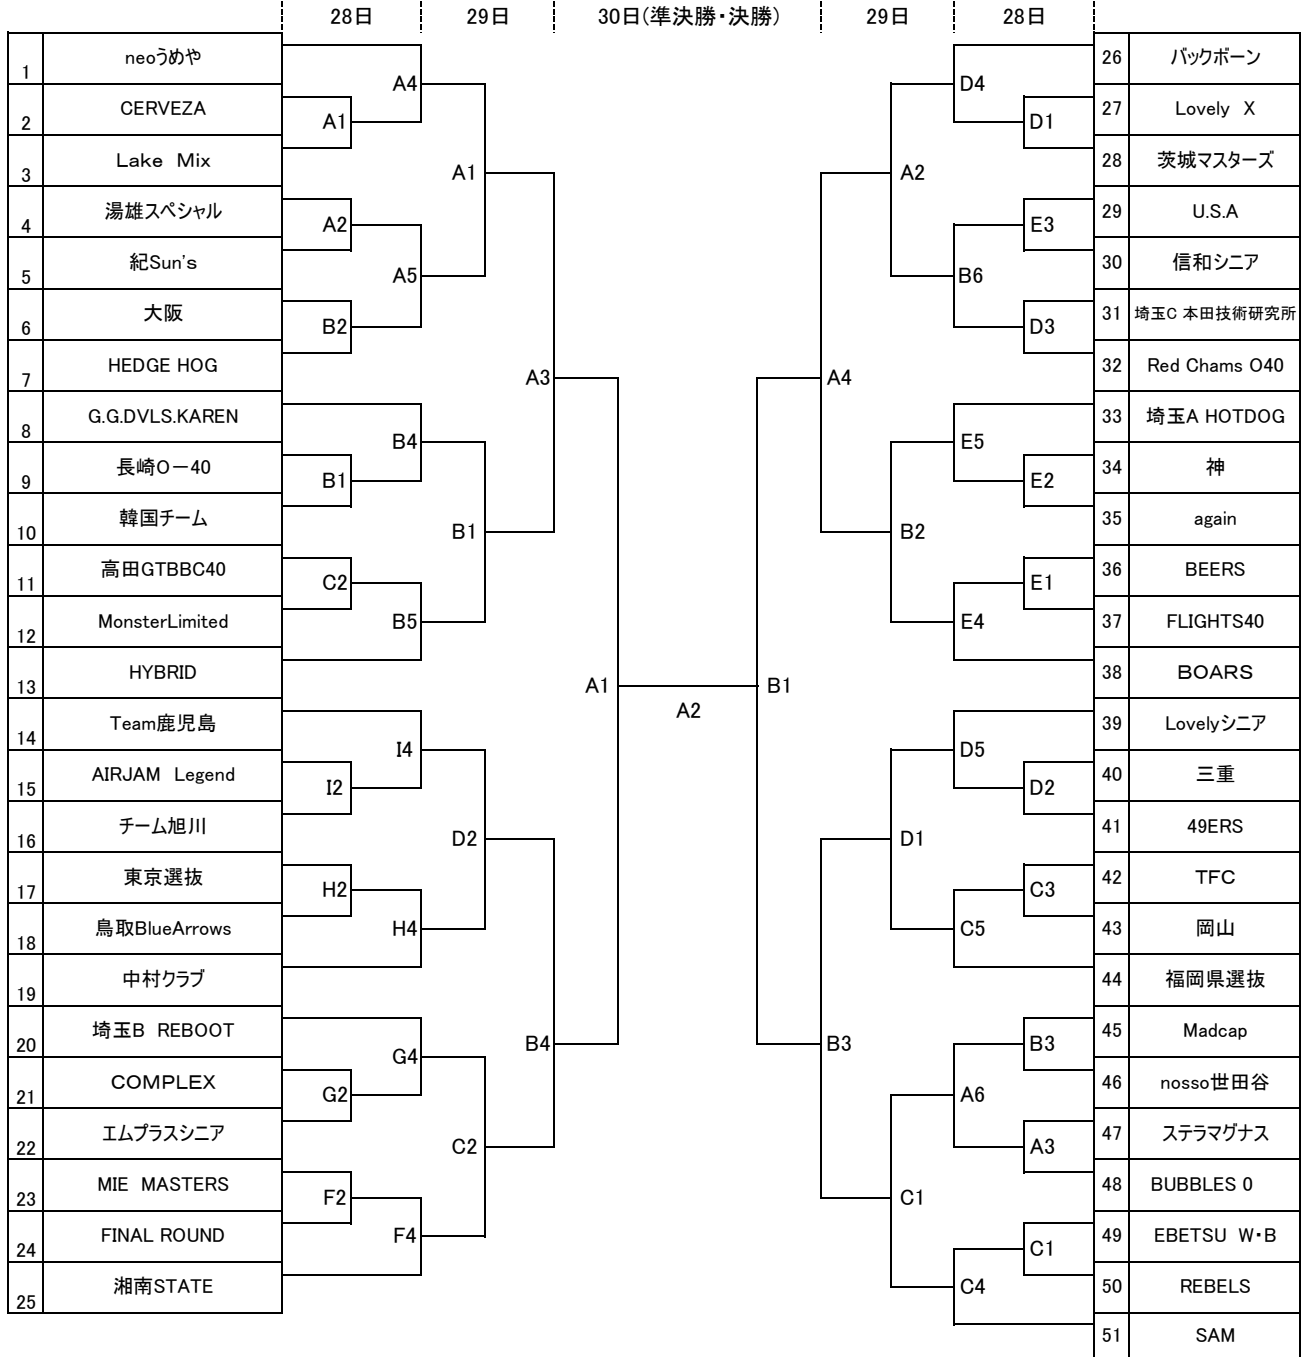 28日 29日 30日(準決勝・決勝) 29日 28日
1 neoうめや
2 CERVEZA
3 Lake Mix
4 湯雄スペシャル
5 紀Sun's
6 大阪
7 HEDGE HOG
8 G.G.DVLS.KAREN
9 長崎O－40
10 韓国チーム
11 高田GTBBC40
12 MonsterLimited
13 HYBRID
14 Team鹿児島
15 AIRJAM Legend
16 チーム旭川
17 東京選抜
18 鳥取BlueArrows
19 中村クラブ
20 埼玉B REBOOT
21 COMPLEX
22 エムプラスシニア
23 MIE MASTERS
24 FINAL ROUND
25 湘南STATE
A1
A2
B2
B1
C2
I2
H2
G2
F2
A4
A5
B4
B5
I4
H4
G4
F4
A1
B1
D2
C2
A3
B4
A1
A2
B1
A4
B3
A2
B2
D1
C1
D4
B6
E5
E4
D5
C5
A6
C4
D1
E3
D3
E2
E1
D2
C3
B3
A3
C1
26 バックボーン
27 Lovely X
28 茨城マスターズ
29 U.S.A
30 信和シニア
31 埼玉C 本田技術研究所
32 Red Chams O40
33 埼玉A HOTDOG
34 神
35 again
36 BEERS
37 FLIGHTS40
38 BOARS
39 Lovelyシニア
40 三重
41 49ERS
42 TFC
43 岡山
44 福岡県選抜
45 Madcap
46 nosso世田谷
47 ステラマグナス
48 BUBBLES 0
49 EBETSU W・B
50 REBELS
51 SAM